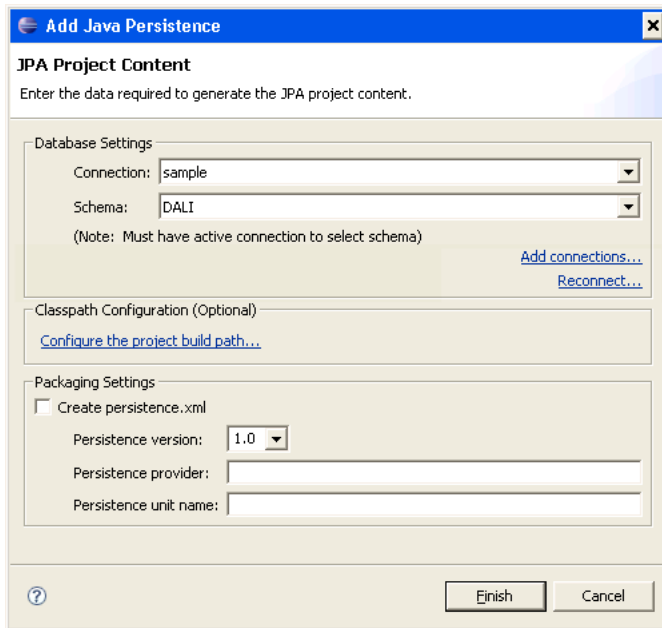 Add Java Persistence
JPA Project Content
Enter the data required to generate the JPA project content.
Database Settings
Connection: sample
Schema: DALI
(Note: Must have active connection to select schema)
Add connections...
Reconnect...
Classpath Configuration (Optional)
Configure the project build path...
Packaging Settings
Create persistence.xml
Persistence version: 1.0
Persistence provider:
Persistence unit name:
Finish Cancel